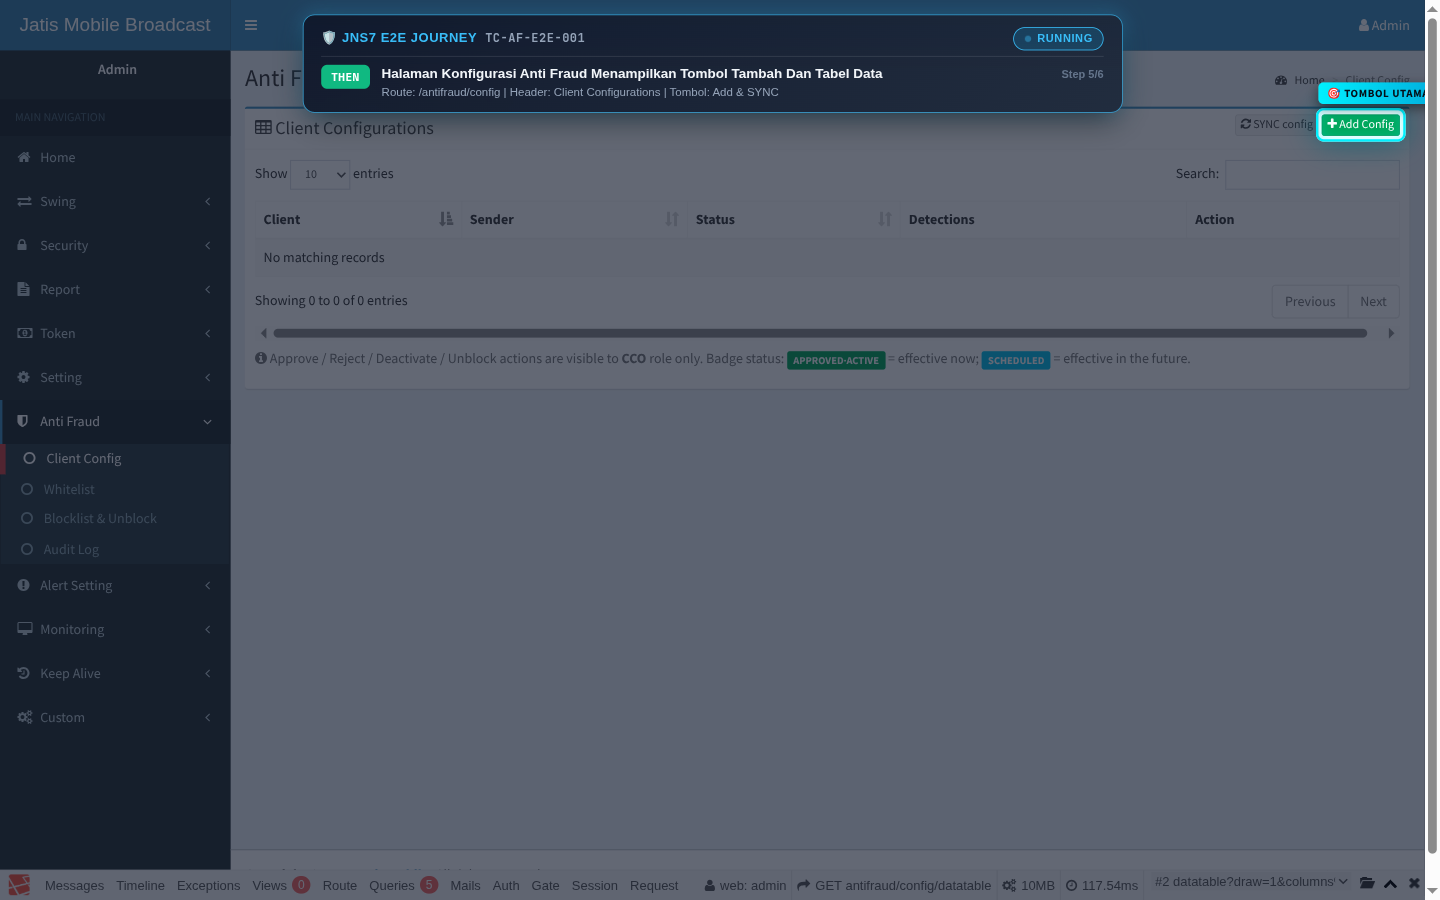 Jatis Mobile Broadcast
Admin
JNS7 E2E JOURNEY TC-AF-E2E-001
RUNNING
THEN Halaman Konfigurasi Anti Fraud Menampilkan Tombol Tambah Dan Tabel Data Step 5/6
Route: /antifraud/config | Header: Client Configurations | Tombol: Add & SYNC
Admin
Anti F
Home
Client Config
TOMBOL UTAMA
MAIN NAVIGATION
Home
Swing
Security
Report
Token
Setting
Anti Fraud
Client Config
Whitelist
Blocklist & Unblock
Audit Log
Alert Setting
Monitoring
Keep Alive
Custom
Client Configurations
SYNC config
Add Config
Show 10 entries
Search:
Client Sender Status Detections Action
No matching records
Showing 0 to 0 of 0 entries
Previous Next
Approve / Reject / Deactivate / Unblock actions are visible to CCO role only. Badge status: APPROVED-ACTIVE = effective now; SCHEDULED = effective in the future.
Messages Timeline Exceptions Views 0 Route Queries 5 Mails Auth Gate Session Request web: admin GET antifraud/config/datatable 10MB 117.54ms #2 datatable?draw=1&columns